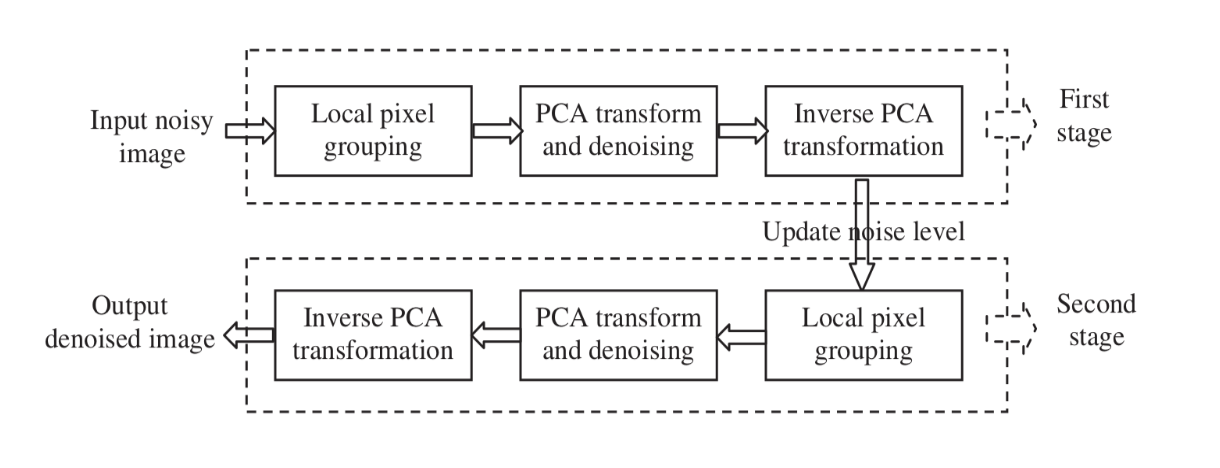 Input noisy
image
Local pixel
grouping
PCA transform
and denoising
Inverse PCA
transformation
First
stage
Update noise level
Output
denoised image
Inverse PCA
transformation
PCA transform
and denoising
Local pixel
grouping
Second
stage